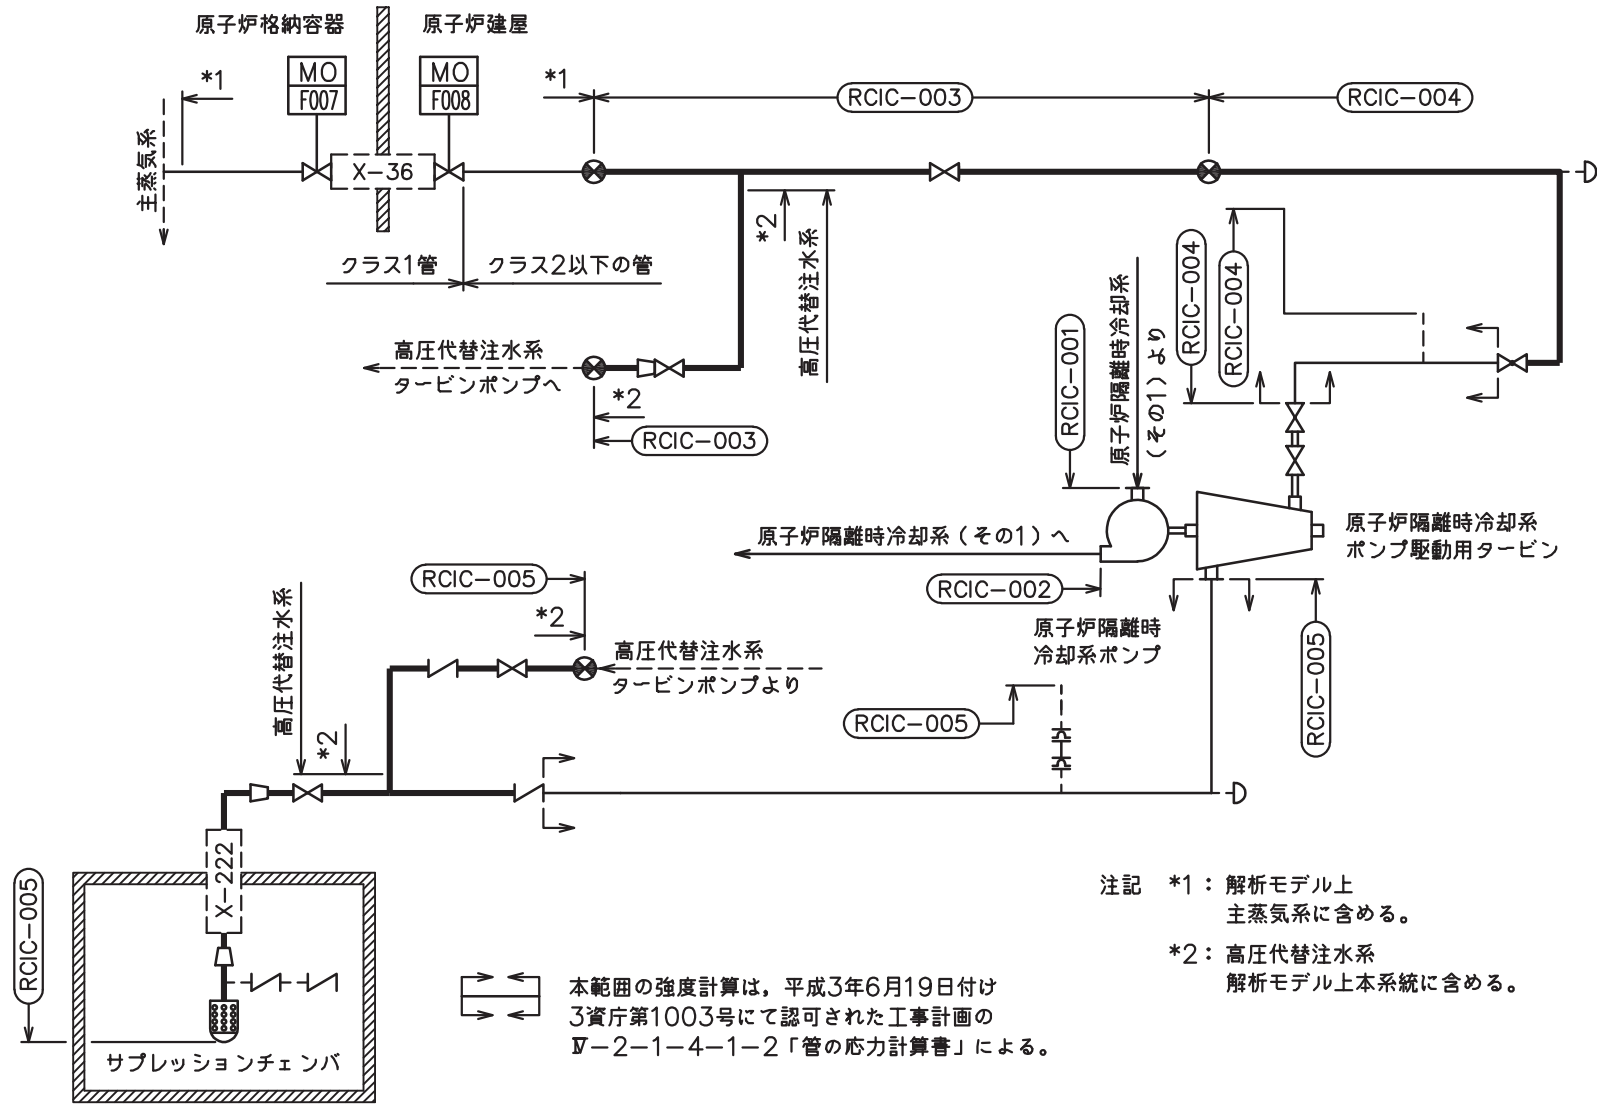 原子炉格納容器
原子炉建屋
*1
MO
F007
MO
F008
*1
RCIC-003
RCIC-004
主蒸気系
X-36
*2
高圧代替注水系
クラス1管
クラス2以下の管
RCIC-004
RCIC-004
高圧代替注水系
タービンポンプへ
*2
RCIC-003
RCIC-001
原子炉隔離時冷却系
(その1)より
原子炉隔離時冷却系(その1)へ
原子炉隔離時冷却系
ポンプ駆動用タービン
RCIC-005
RCIC-002
*2
高圧代替注水系
原子炉隔離時
冷却系ポンプ
高圧代替注水系
タービンポンプより
RCIC-005
RCIC-005
*2
X-222
RCIC-005
サプレッションチェンバ
本範囲の強度計算は,平成3年6月19日付け
3資庁第1003号にて認可された工事計画の
Ⅳ-2-1-4-1-2「管の応力計算書」による。
注記 *1:解析モデル上
主蒸気系に含める。
*2:高圧代替注水系
解析モデル上本系統に含める。